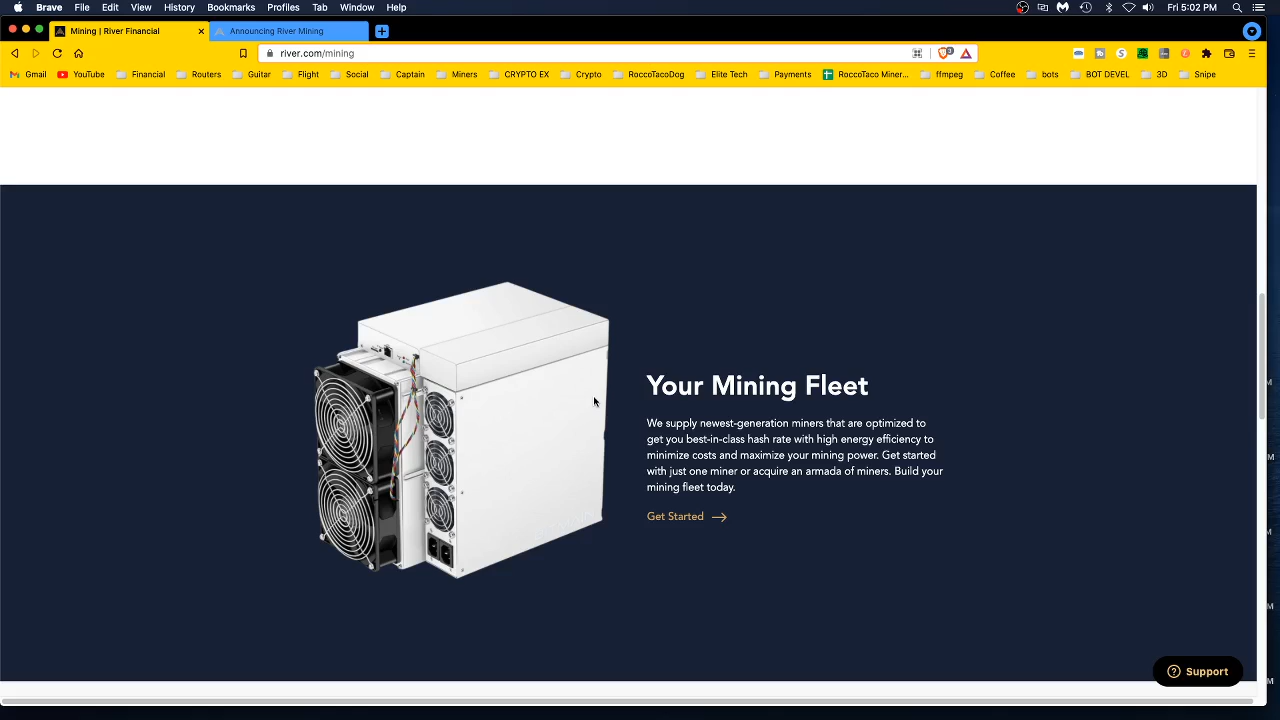 Brave File Edit View History Bookmarks Profiles Tab Window Help Fri 5:02 PM
Mining | River Financial Announcing River Mining
river.com/mining
Gmail YouTube Financial Routers Guitar Flight Social Captain Miners CRYPTO EX Crypto RoccoTacoDog Elite Tech Payments RoccoTaco Miner... ffmpeg Coffee bots BOT DEVEL 3D Snipe
Your Mining Fleet
We supply newest-generation miners that are optimized to
get you best-in-class hash rate with high energy efficiency to
minimize costs and maximize your mining power. Get started
with just one miner or acquire an armada of miners. Build your
mining fleet today.
Get Started
Support